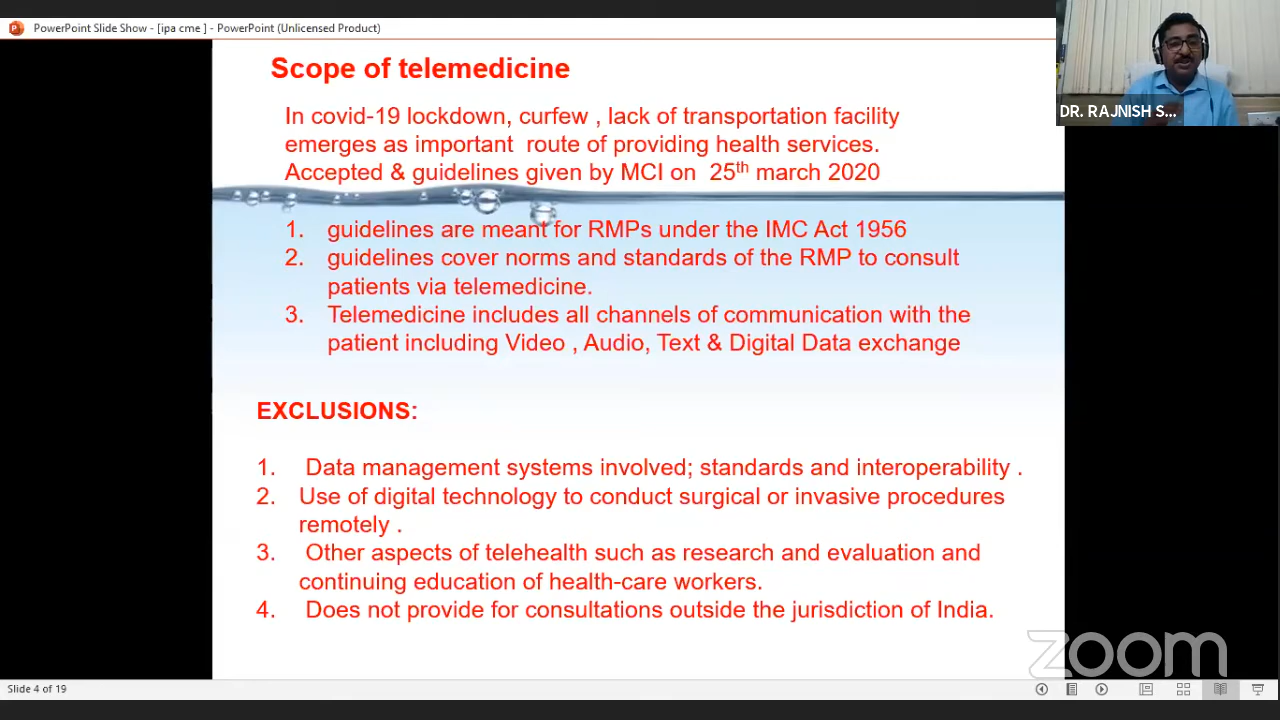 PowerPoint Slide Show - [ipa cme ] - PowerPoint (Unlicensed Product)
DR. RAJNISH S...
Scope of telemedicine
In covid-19 lockdown, curfew , lack of transportation facility
emerges as important route of providing health services.
Accepted & guidelines given by MCI on 25th march 2020
1. guidelines are meant for RMPs under the IMC Act 1956
2. guidelines cover norms and standards of the RMP to consult
patients via telemedicine.
3. Telemedicine includes all channels of communication with the
patient including Video , Audio, Text & Digital Data exchange
EXCLUSIONS:
1. Data management systems involved; standards and interoperability .
2. Use of digital technology to conduct surgical or invasive procedures
remotely .
3. Other aspects of telehealth such as research and evaluation and
continuing education of health-care workers.
4. Does not provide for consultations outside the jurisdiction of India.
zoom
Slide 4 of 19